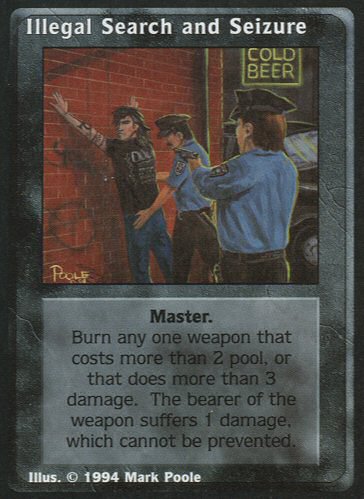 Illegal Search and Seizure
COLD
BEER
POOLE
Master.
Burn any one weapon that
costs more than 2 pool, or
that does more than 3
damage. The bearer of the
weapon suffers 1 damage,
which cannot be prevented.
Illus. © 1994 Mark Poole